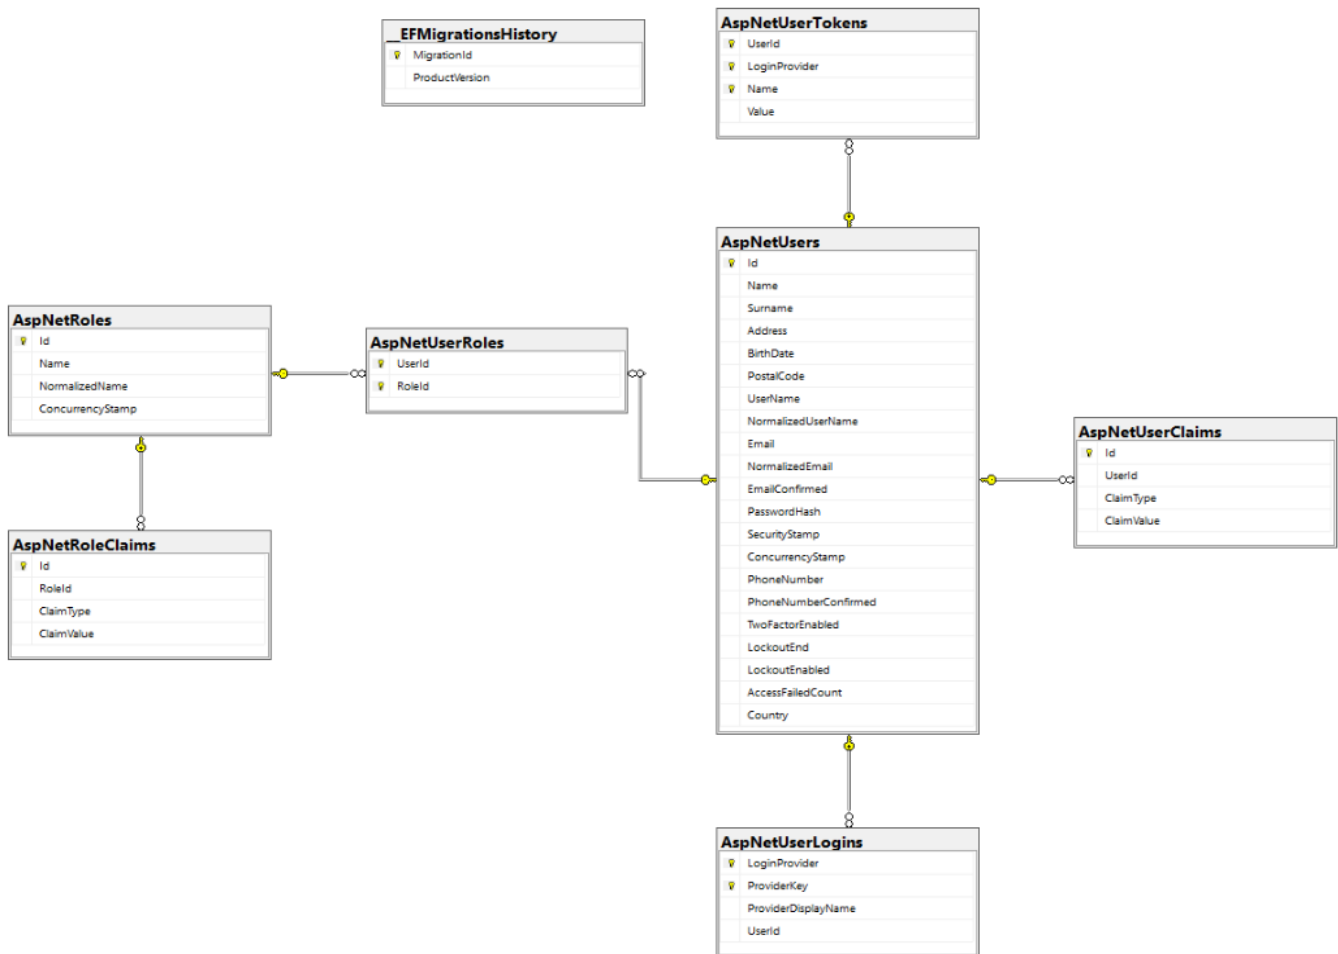 __EFMigrationsHistory
MigrationId
ProductVersion
AspNetUserTokens
UserId
LoginProvider
Name
Value
AspNetUsers
Id
Name
Surname
Address
BirthDate
PostalCode
UserName
NormalizedUserName
Email
NormalizedEmail
EmailConfirmed
PasswordHash
SecurityStamp
ConcurrencyStamp
PhoneNumber
PhoneNumberConfirmed
TwoFactorEnabled
LockoutEnd
LockoutEnabled
AccessFailedCount
Country
AspNetRoles
Id
Name
NormalizedName
ConcurrencyStamp
AspNetUserRoles
UserId
RoleId
AspNetUserClaims
Id
UserId
ClaimType
ClaimValue
AspNetRoleClaims
Id
RoleId
ClaimType
ClaimValue
AspNetUserLogins
LoginProvider
ProviderKey
ProviderDisplayName
UserId